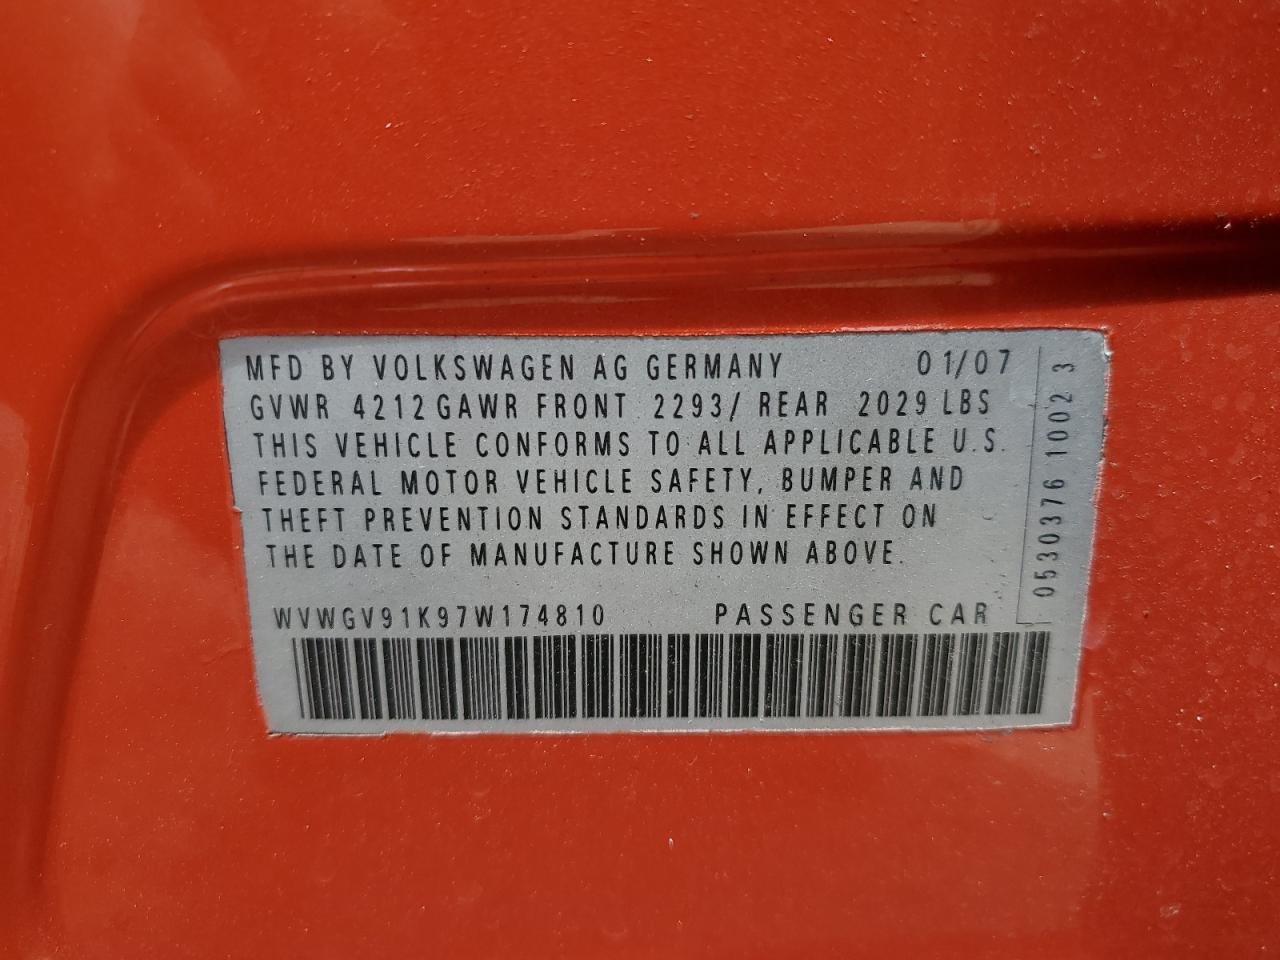 MFD BY VOLKSWAGEN AG GERMANY 01/07
GVWR 4212 GAWR FRONT 2293/ REAR 2029 LBS
THIS VEHICLE CONFORMS TO ALL APPLICABLE U.S.
FEDERAL MOTOR VEHICLE SAFETY, BUMPER AND
THEFT PREVENTION STANDARDS IN EFFECT ON
THE DATE OF MANUFACTURE SHOWN ABOVE.
WVWGV91K97W174810 PASSENGER CAR
05303761002 3